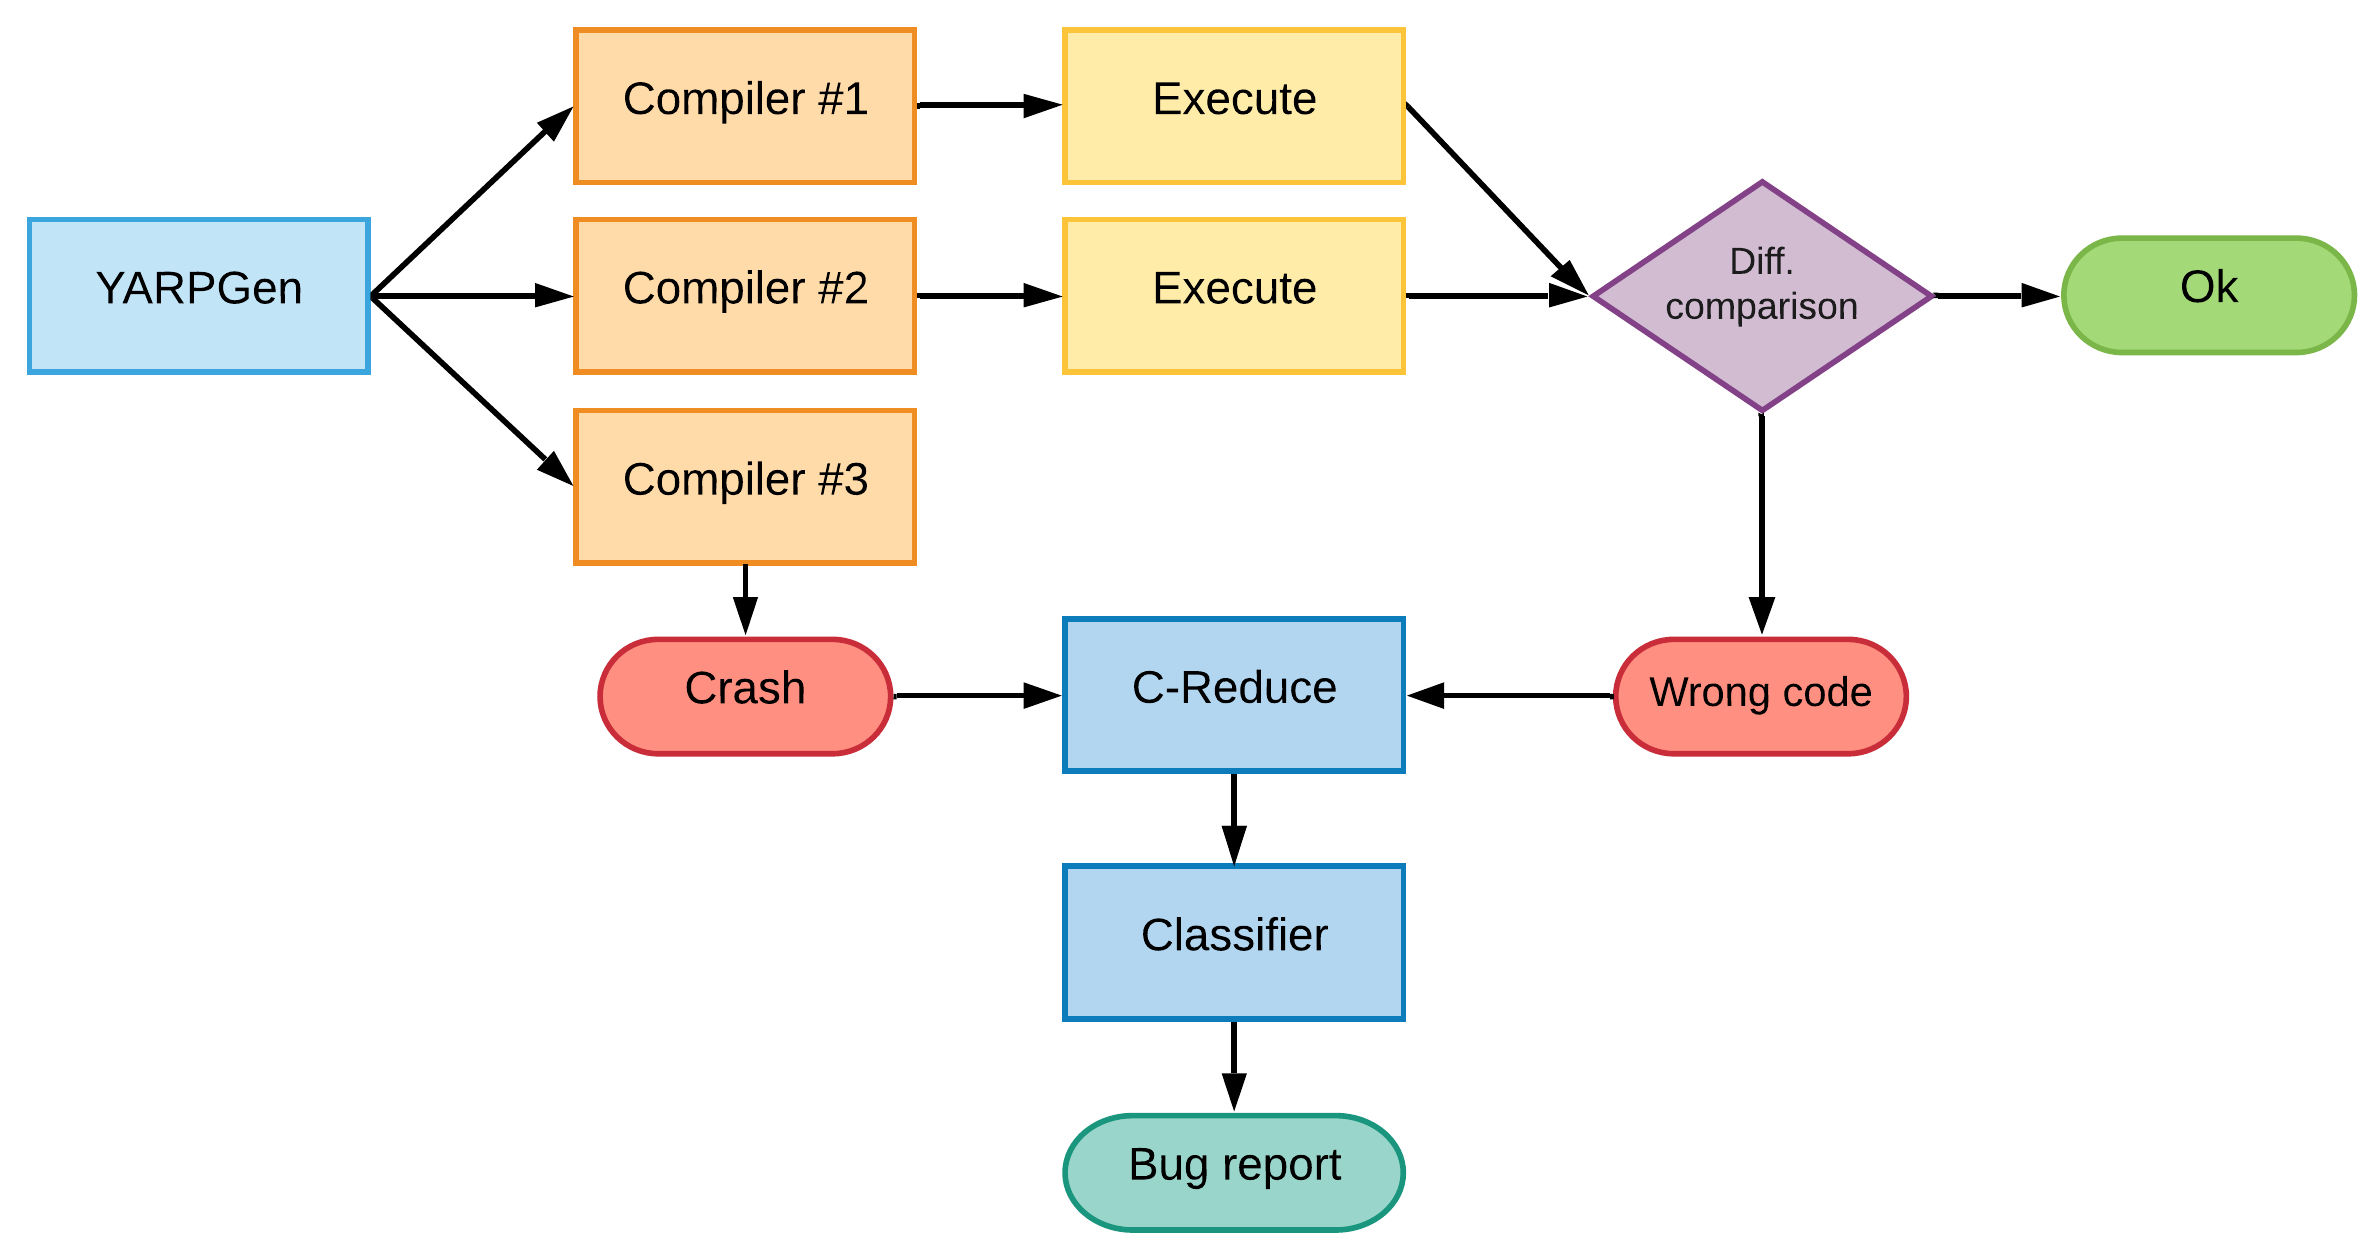 Compiler #1
Execute
YARPGen
Compiler #2
Execute
Diff.
comparison
Ok
Compiler #3
Crash
C-Reduce
Wrong code
Classifier
Bug report